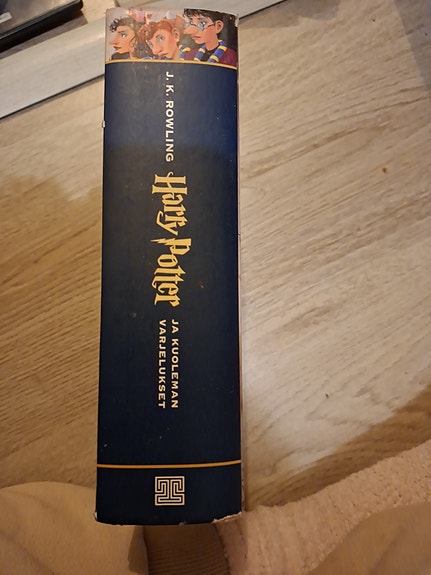 J. K. ROWLING
Harry Potter
JA KUOLEMAN
VARJELUKSET